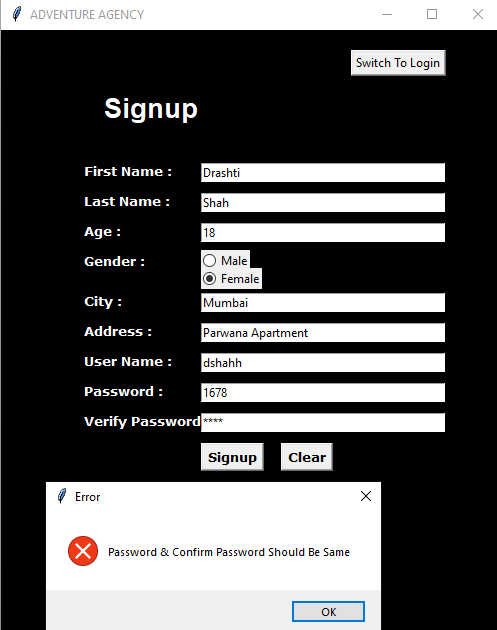 ADVENTURE AGENCY
Switch To Login
Signup
First Name : Drashti
Last Name : Shah
Age : 18
Gender : Male
Female
City : Mumbai
Address : Parwana Apartment
User Name : dshahh
Password : 1678
Verify Password ****
Signup Clear
Error
Password & Confirm Password Should Be Same
OK